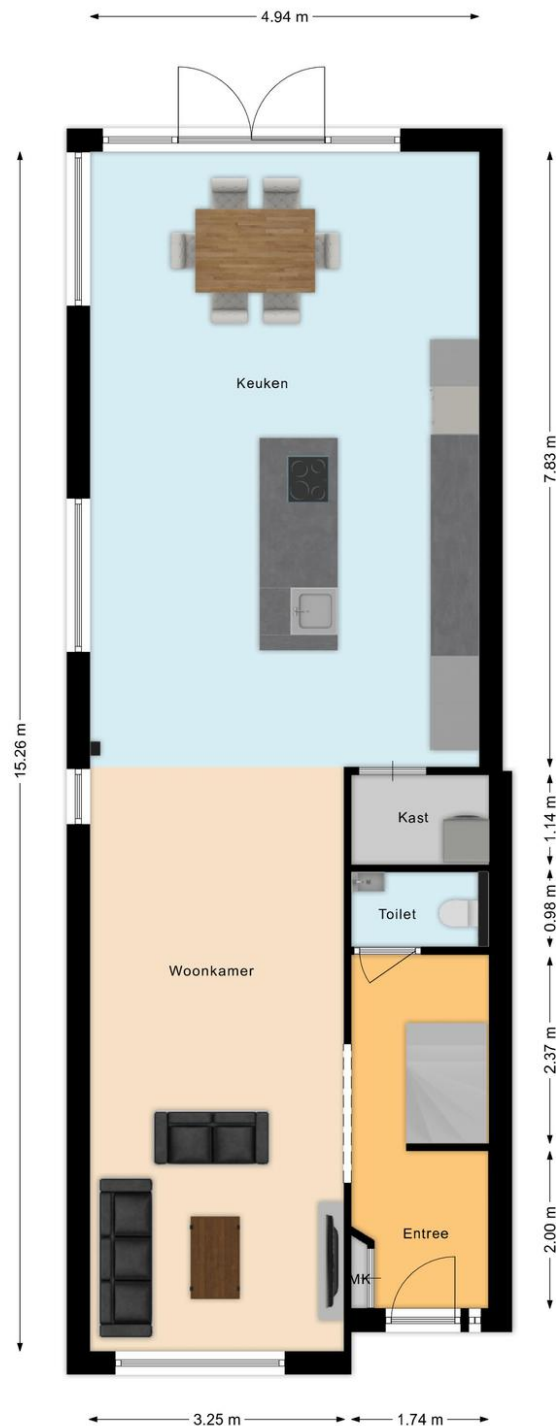 4.94 m
Keuken
7.83 m
15.26 m
Kast
1.14 m
Toilet
0.98 m
Woonkamer
2.37 m
Entree
2.00 m
MK
3.25 m
1.74 m